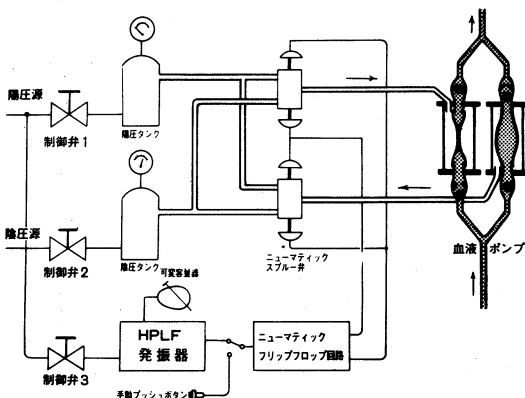 陽圧源
制御弁1
陽圧タンク
陰圧源
制御弁2
陰圧タンク
ニューマティック
スプルー弁
血液 ポンプ
可変容量器
HPLF
発振器
ニューマティック
フリップフロップ回路
制御弁3
手動プッシュボタン